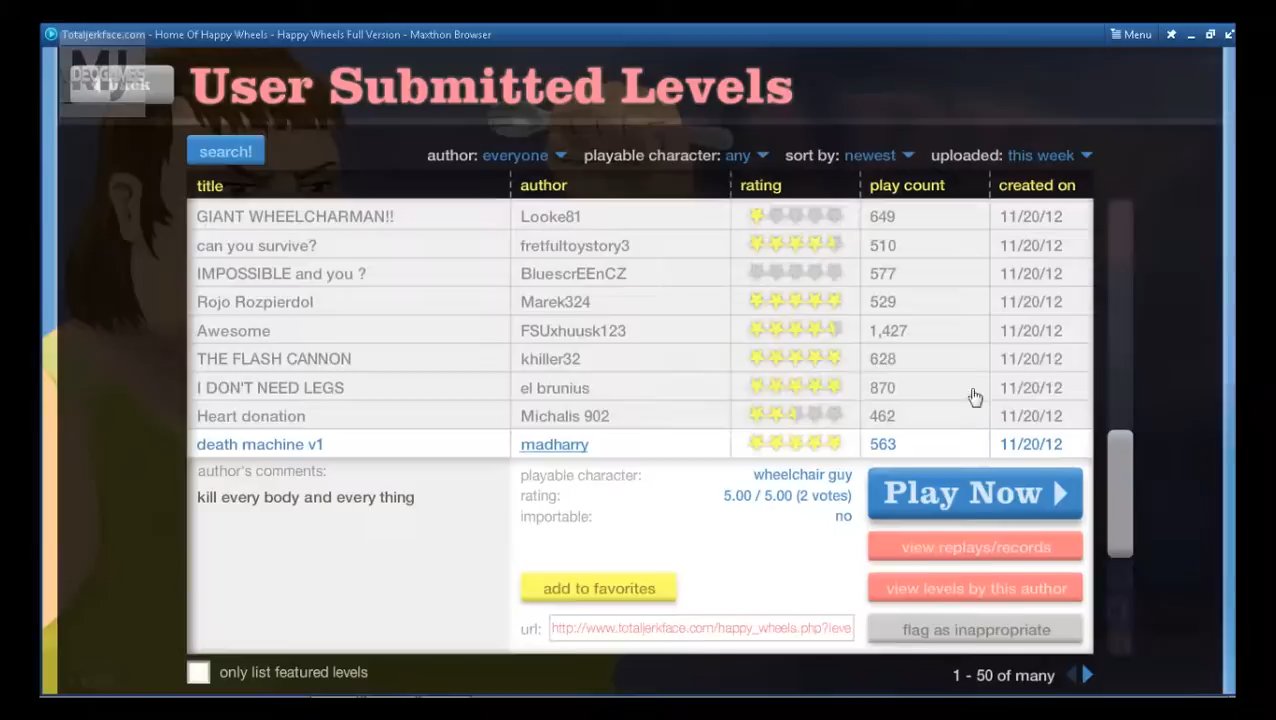 Totaljerkface.com - Home Of Happy Wheels - Happy Wheels Full Version - Maxthon Browser
Menu
MJ
DEOGAMES
back
User Submitted Levels
search!
author: everyone playable character: any sort by: newest uploaded: this week
title author rating play count created on
GIANT WHEELCHARMAN!! Looke81 649 11/20/12
can you survive? fretfultoystory3 510 11/20/12
IMPOSSIBLE and you ? BluescrEEnCZ 577 11/20/12
Rojo Rozpierdol Marek324 529 11/20/12
Awesome FSUxhuusk123 1,427 11/20/12
THE FLASH CANNON khiller32 628 11/20/12
I DON'T NEED LEGS el brunius 870 11/20/12
Heart donation Michalis 902 462 11/20/12
death machine v1 madharry 563 11/20/12
author's comments:
kill every body and every thing
playable character: wheelchair guy
rating: 5.00 / 5.00 (2 votes)
importable: no
Play Now
view replays/records
add to favorites
view levels by this author
url: http://www.totaljerkface.com/happy_wheels.php?leve
flag as inappropriate
only list featured levels
1 - 50 of many